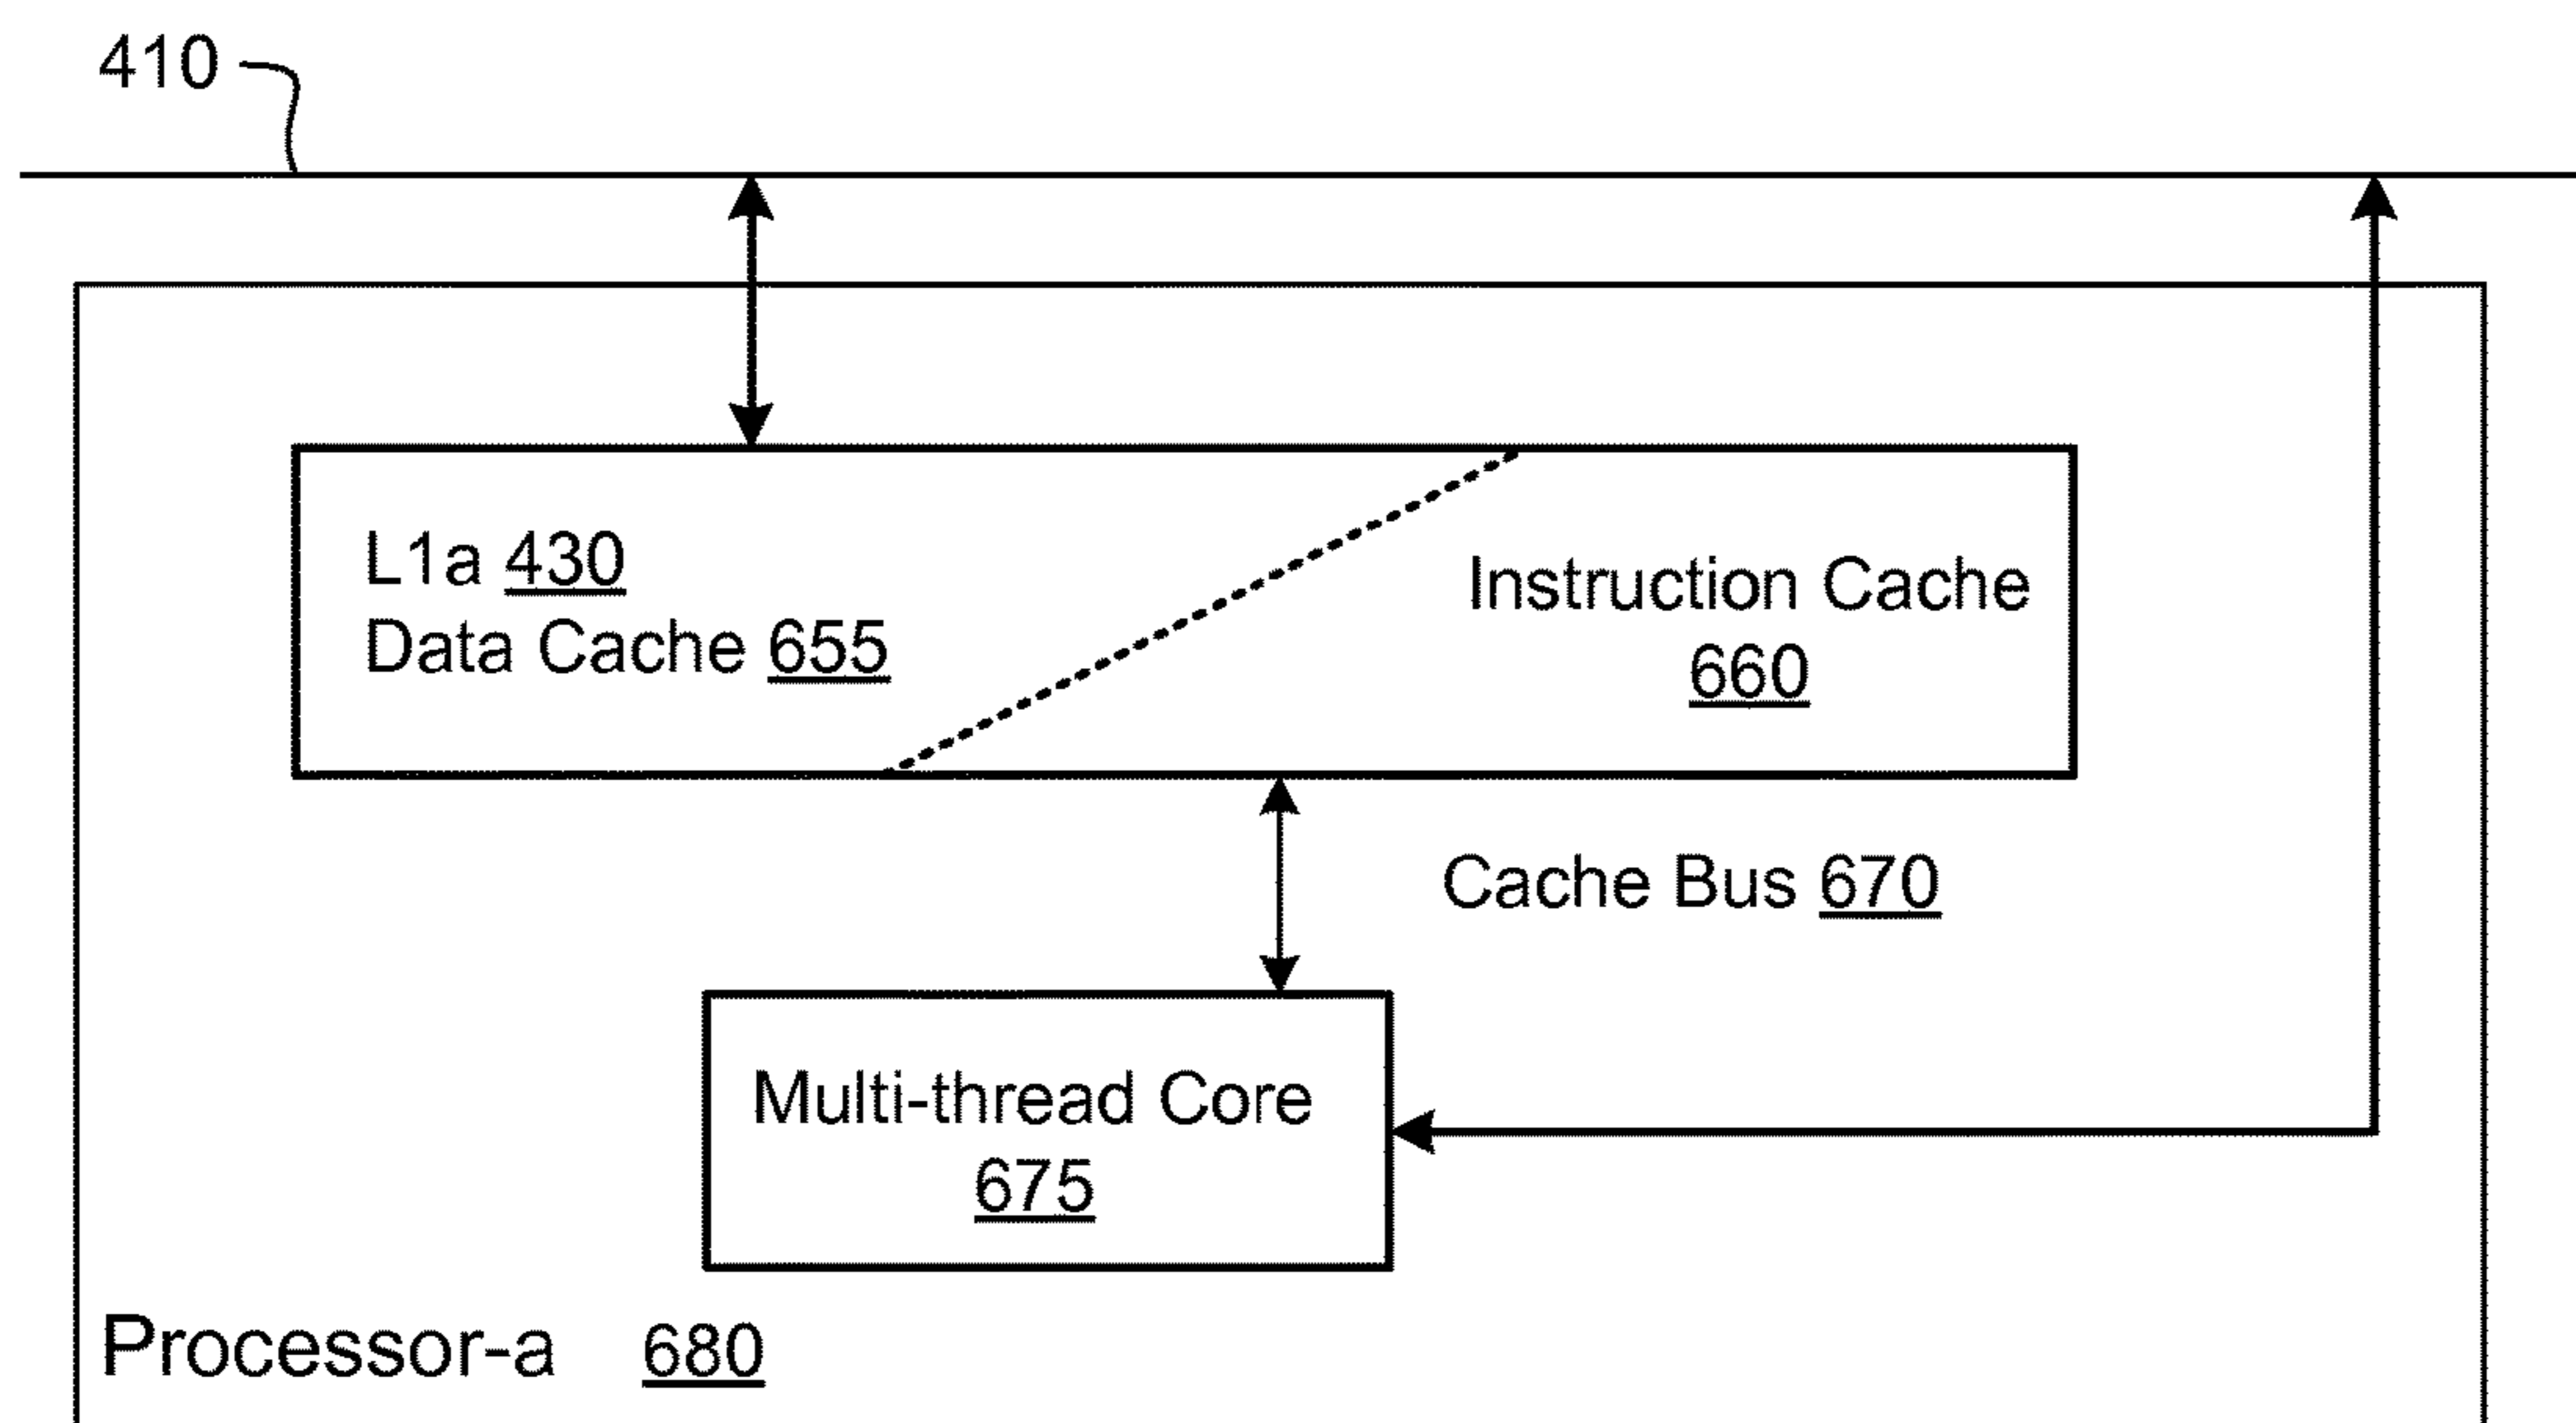 410
L1a 430
Data Cache 655
Instruction Cache
660
Cache Bus 670
Multi-thread Core
675
Processor-a 680